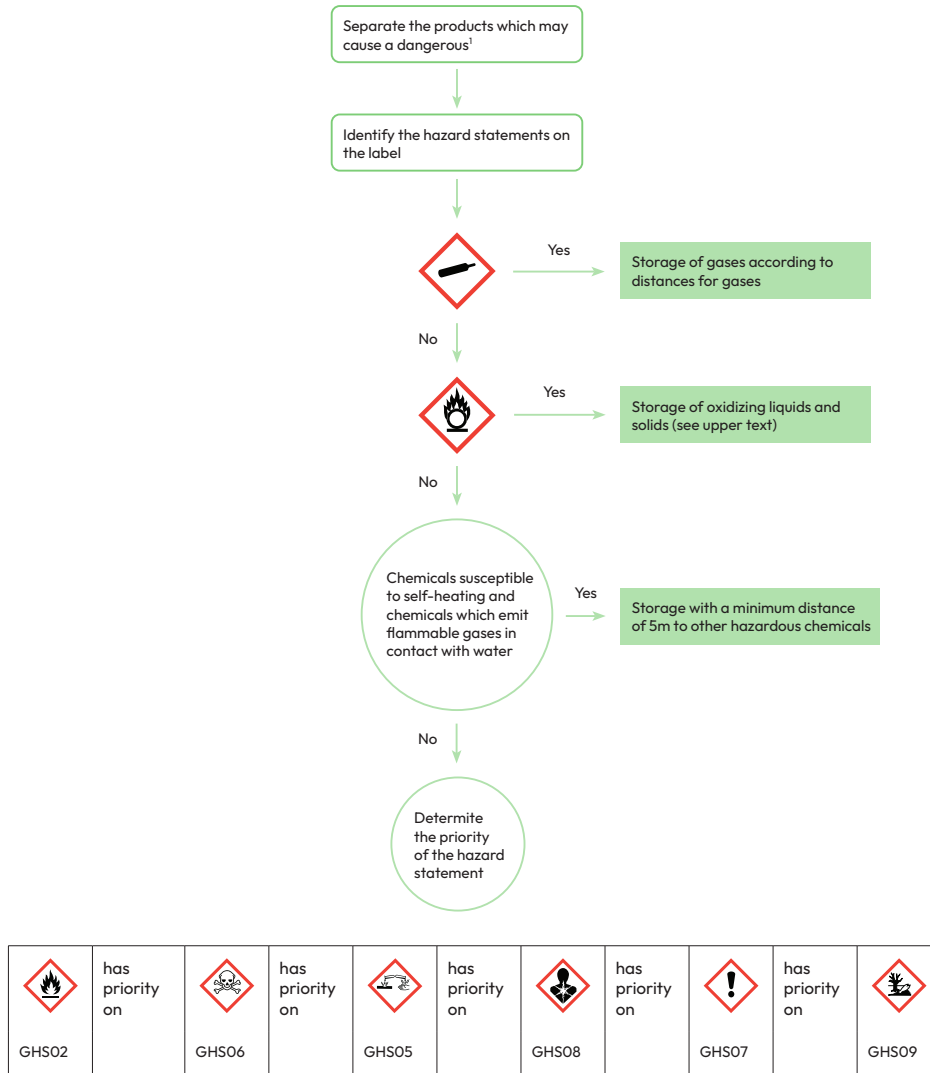 Separate the products which may
cause a dangerous¹
Identify the hazard statements on
the label
Yes
Storage of gases according to
distances for gases
No
Yes
Storage of oxidizing liquids and
solids (see upper text)
No
Chemicals susceptible
to self-heating and
chemicals which emit
flammable gases in
contact with water
Yes
Storage with a minimum distance
of 5m to other hazardous chemicals
No
Determite
the priority
of the hazard
statement
GHS02
has
priority
on
GHS06
has
priority
on
GHS05
has
priority
on
GHS08
has
priority
on
GHS07
has
priority
on
GHS09